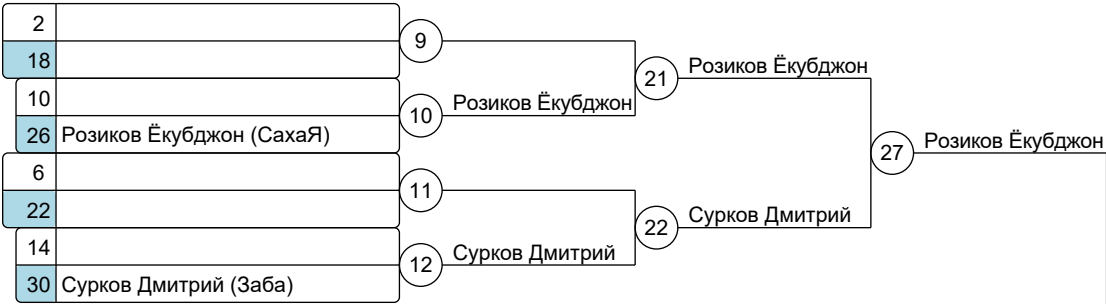 2
18
9
10
26 Розиков Ёкубджон (СахаЯ)
10
Розиков Ёкубджон
21
Розиков Ёкубджон
6
22
11
14
30 Сурков Дмитрий (Заба)
12
Сурков Дмитрий
22
Сурков Дмитрий
27
Розиков Ёкубджон